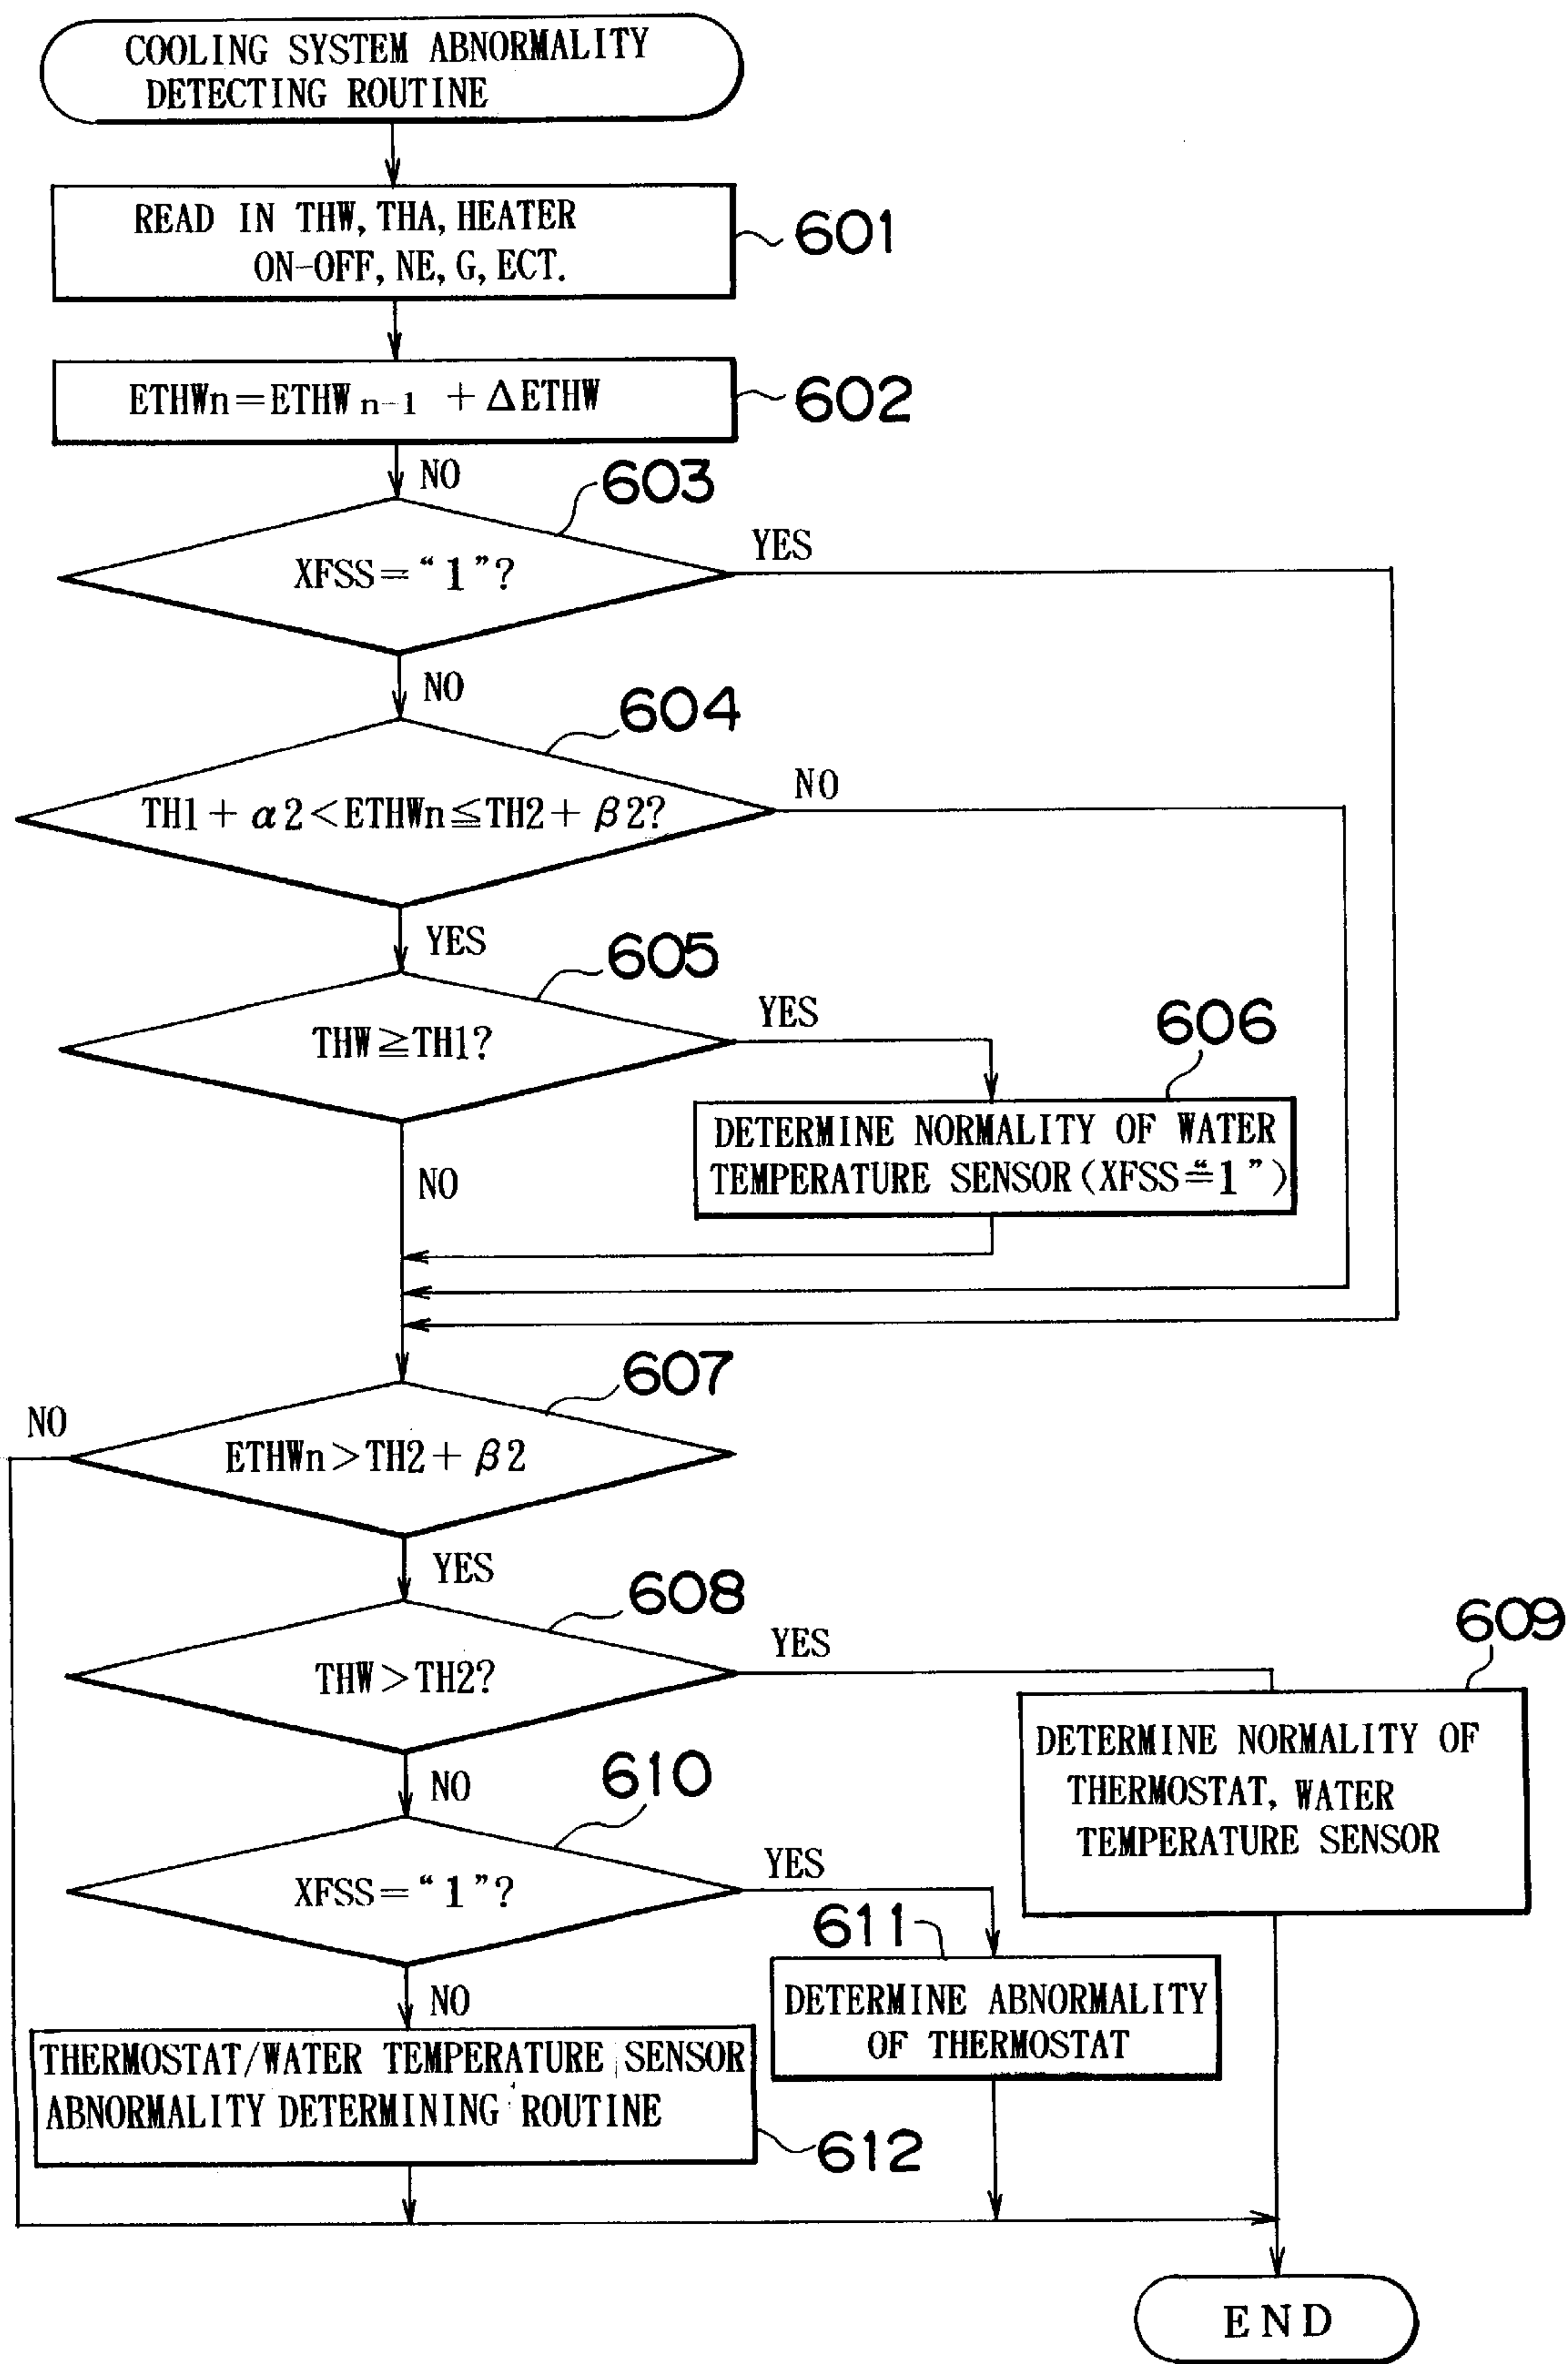 COOLING SYSTEM ABNORMALITY
DETECTING ROUTINE
READ IN THW, THA, HEATER
ON-OFF, NE, G, ECT.
601
ETHWn=ETHW n-1 + ΔETHW
602
NO
603
XFSS="1"?
YES
NO
604
TH1+α2<ETHWn≦TH2+β2?
NO
YES
605
THW≧TH1?
YES
606
DETERMINE NORMALITY OF WATER
TEMPERATURE SENSOR(XFSS="1")
NO
607
NO
ETHWn>TH2+β2
YES
608
THW>TH2?
YES
609
DETERMINE NORMALITY OF
THERMOSTAT, WATER
TEMPERATURE SENSOR
NO
610
XFSS="1"?
YES
611
DETERMINE ABNORMALITY
OF THERMOSTAT
NO
THERMOSTAT/WATER TEMPERATURE SENSOR
ABNORMALITY DETERMINING ROUTINE
612
END